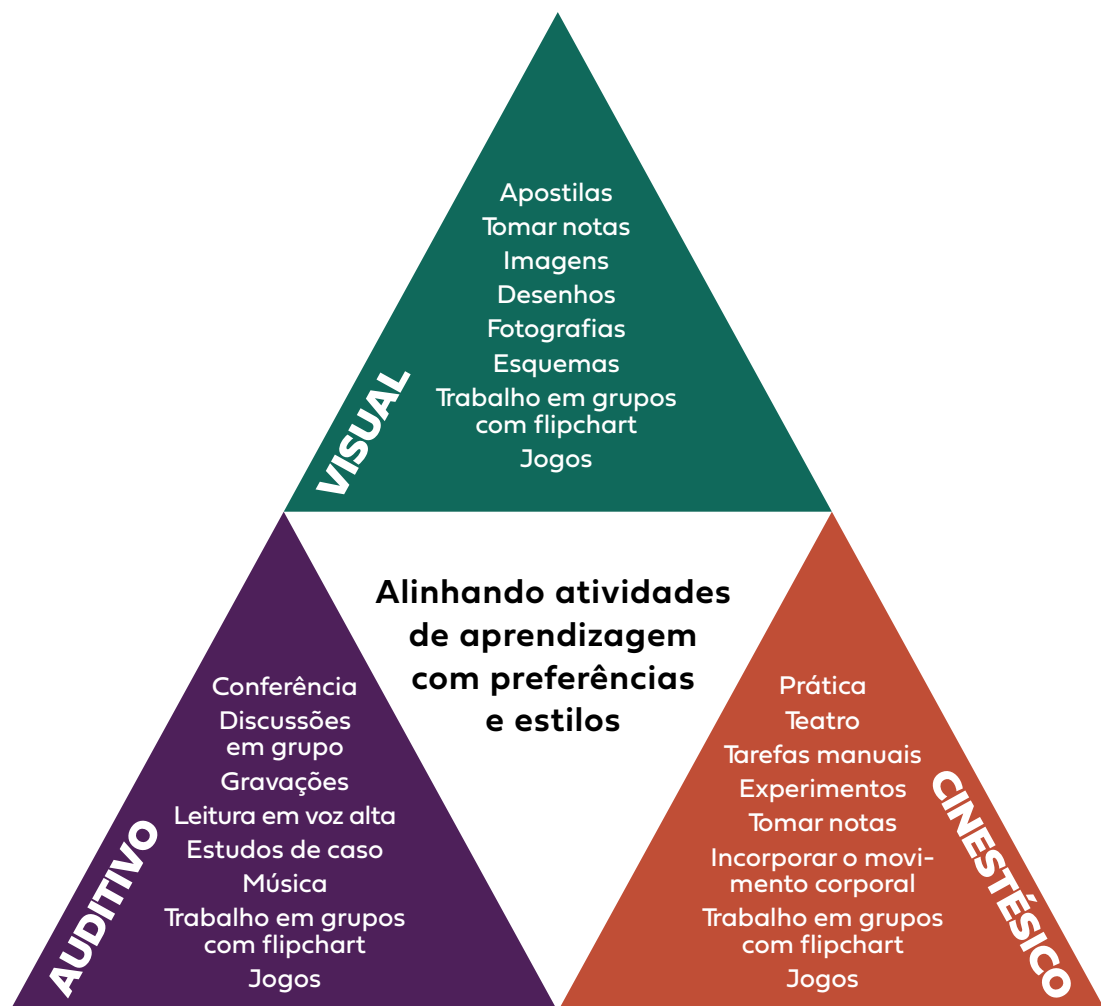 Apostilas
Tomar notas
Imagens
Desenhos
Fotografias
Esquemas
Trabalho em grupos
com flipchart
Jogos
VISUAL
Alinhando atividades
de aprendizagem
com preferências
e estilos
Conferência
Discussões
em grupo
Gravações
Leitura em voz alta
Estudos de caso
Música
Trabalho em grupos
com flipchart
Jogos
AUDITIVO
Prática
Teatro
Tarefas manuais
Experimentos
Tomar notas
Incorporar o movi-
mento corporal
Trabalho em grupos
com flipchart
Jogos
CINESTÉSICO